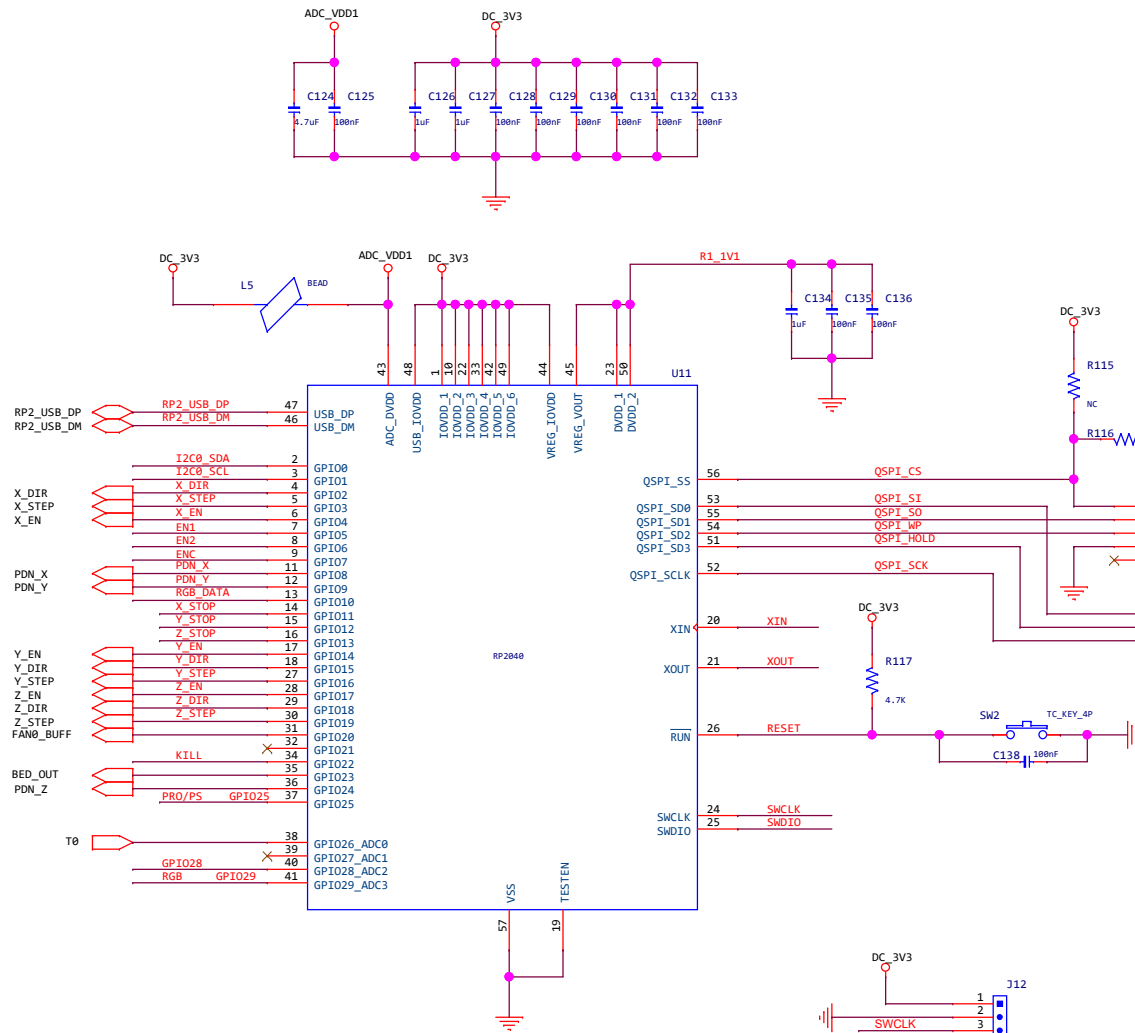 ADC_VDD1
DC_3V3
C124
C125
C126
C127
C128
C129
C130
C131
C132
C133
4.7uF
100nF
1uF
1uF
100nF
100nF
100nF
100nF
100nF
100nF
DC_3V3
L5
BEAD
ADC_VDD1
DC_3V3
R1_1V1
C134
C135
C136
1uF
100nF
100nF
DC_3V3
R115
NC
R116
43
48
1
10
22
33
42
49
44
45
23
50
U11
ADC_DVDD
USB_IOVDD
IOVDD_1
IOVDD_2
IOVDD_3
IOVDD_4
IOVDD_5
IOVDD_6
VREG_IOVDD
VREG_VOUT
DVDD_1
DVDD_2
RP2_USB_DP RP2_USB_DP 47 USB_DP
RP2_USB_DM RP2_USB_DM 46 USB_DM
I2C0_SDA 2 GPIO0
I2C0_SCL 3 GPIO1
X_DIR X_DIR 4 GPIO2
X_STEP X_STEP 5 GPIO3
X_EN X_EN 6 GPIO4
EN1 7 GPIO5
EN2 8 GPIO6
ENC 9 GPIO7
PDN_X PDN_X 11 GPIO8
PDN_Y PDN_Y 12 GPIO9
RGB_DATA 13 GPIO10
X_STOP 14 GPIO11
Y_STOP 15 GPIO12
Z_STOP 16 GPIO13
Y_EN Y_EN 17 GPIO14
Y_DIR Y_DIR 18 GPIO15
Y_STEP Y_STEP 27 GPIO16
Z_EN Z_EN 28 GPIO17
Z_DIR Z_DIR 29 GPIO18
Z_STEP Z_STEP 30 GPIO19
FAN0_BUFF 31 GPIO20
32 GPIO21
KILL 34 GPIO22
BED_OUT 35 GPIO23
PDN_Z 36 GPIO24
PRO/PS GPIO25 37 GPIO25
T0 38 GPIO26_ADC0
39 GPIO27_ADC1
GPIO28 40 GPIO28_ADC2
RGB GPIO29 41 GPIO29_ADC3
RP2040
QSPI_SS 56 QSPI_CS
QSPI_SD0 53 QSPI_SI
QSPI_SD1 55 QSPI_SO
QSPI_SD2 54 QSPI_WP
QSPI_SD3 51 QSPI_HOLD
QSPI_SCLK 52 QSPI_SCK
XIN 20 XIN
XOUT 21 XOUT
RUN 26 RESET
SWCLK 24 SWCLK
SWDIO 25 SWDIO
DC_3V3
R117
4.7K
SW2
TC_KEY_4P
C138
100nF
VSS
TESTEN
57
19
DC_3V3
J12
1
2
SWCLK 3